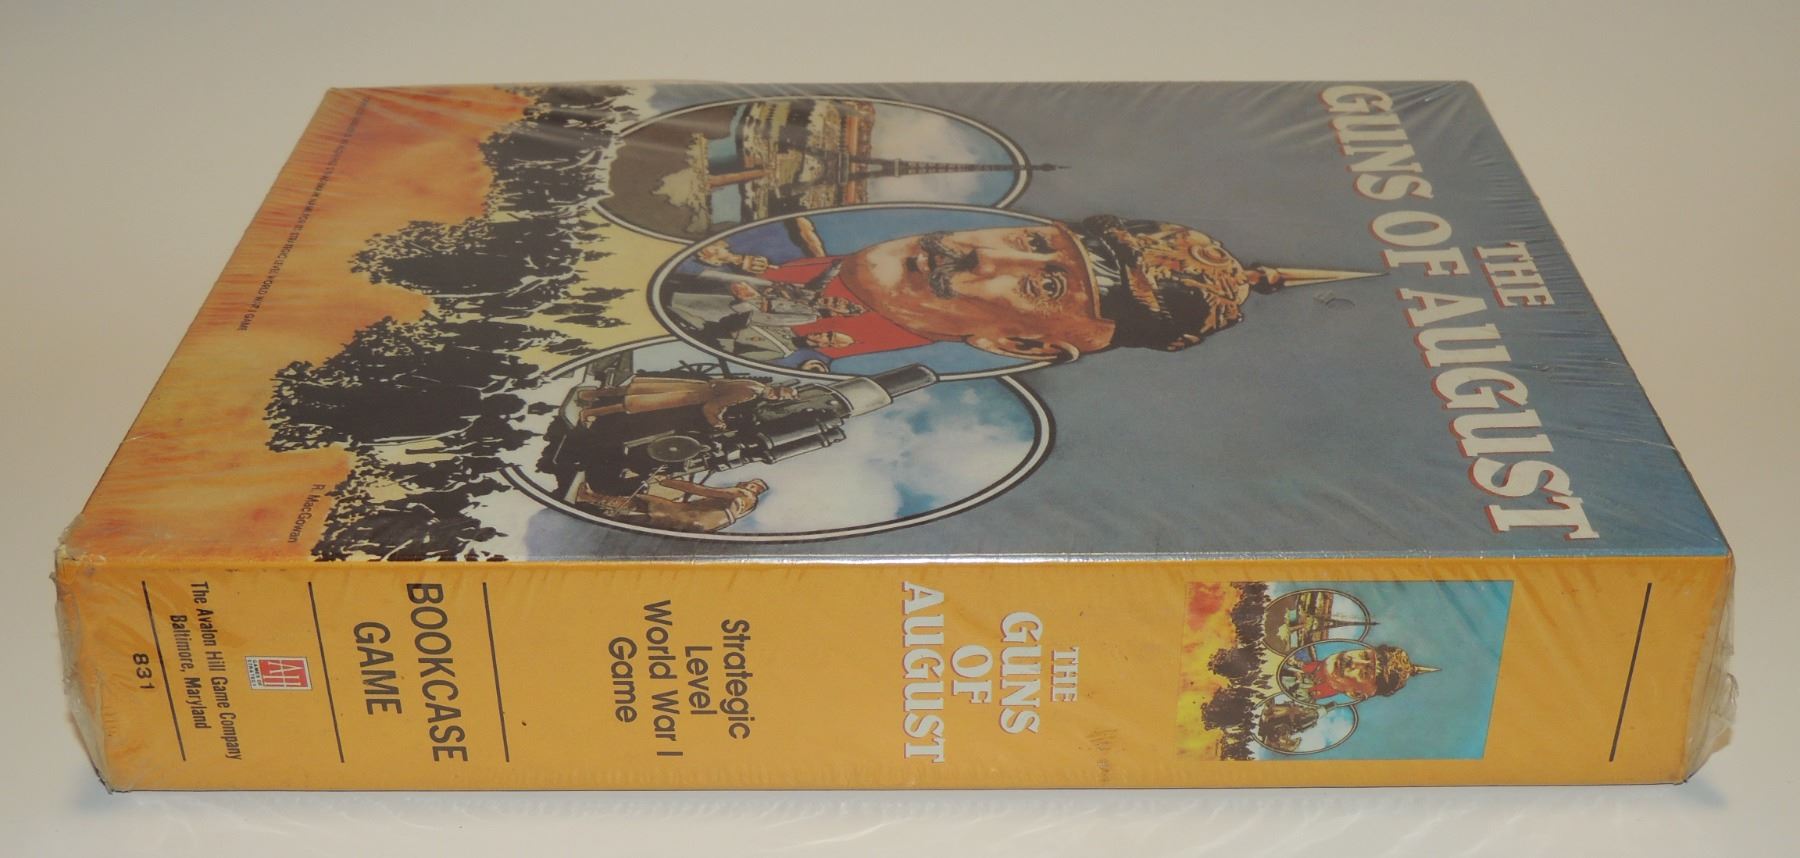 THE
GUNS OF AUGUST
R. MacGowan
THE
GUNS
OF
AUGUST
Strategic
Level
World War I
Game
BOOKCASE
GAME
AH
The Avalon Hill Game Company
Baltimore, Maryland
831